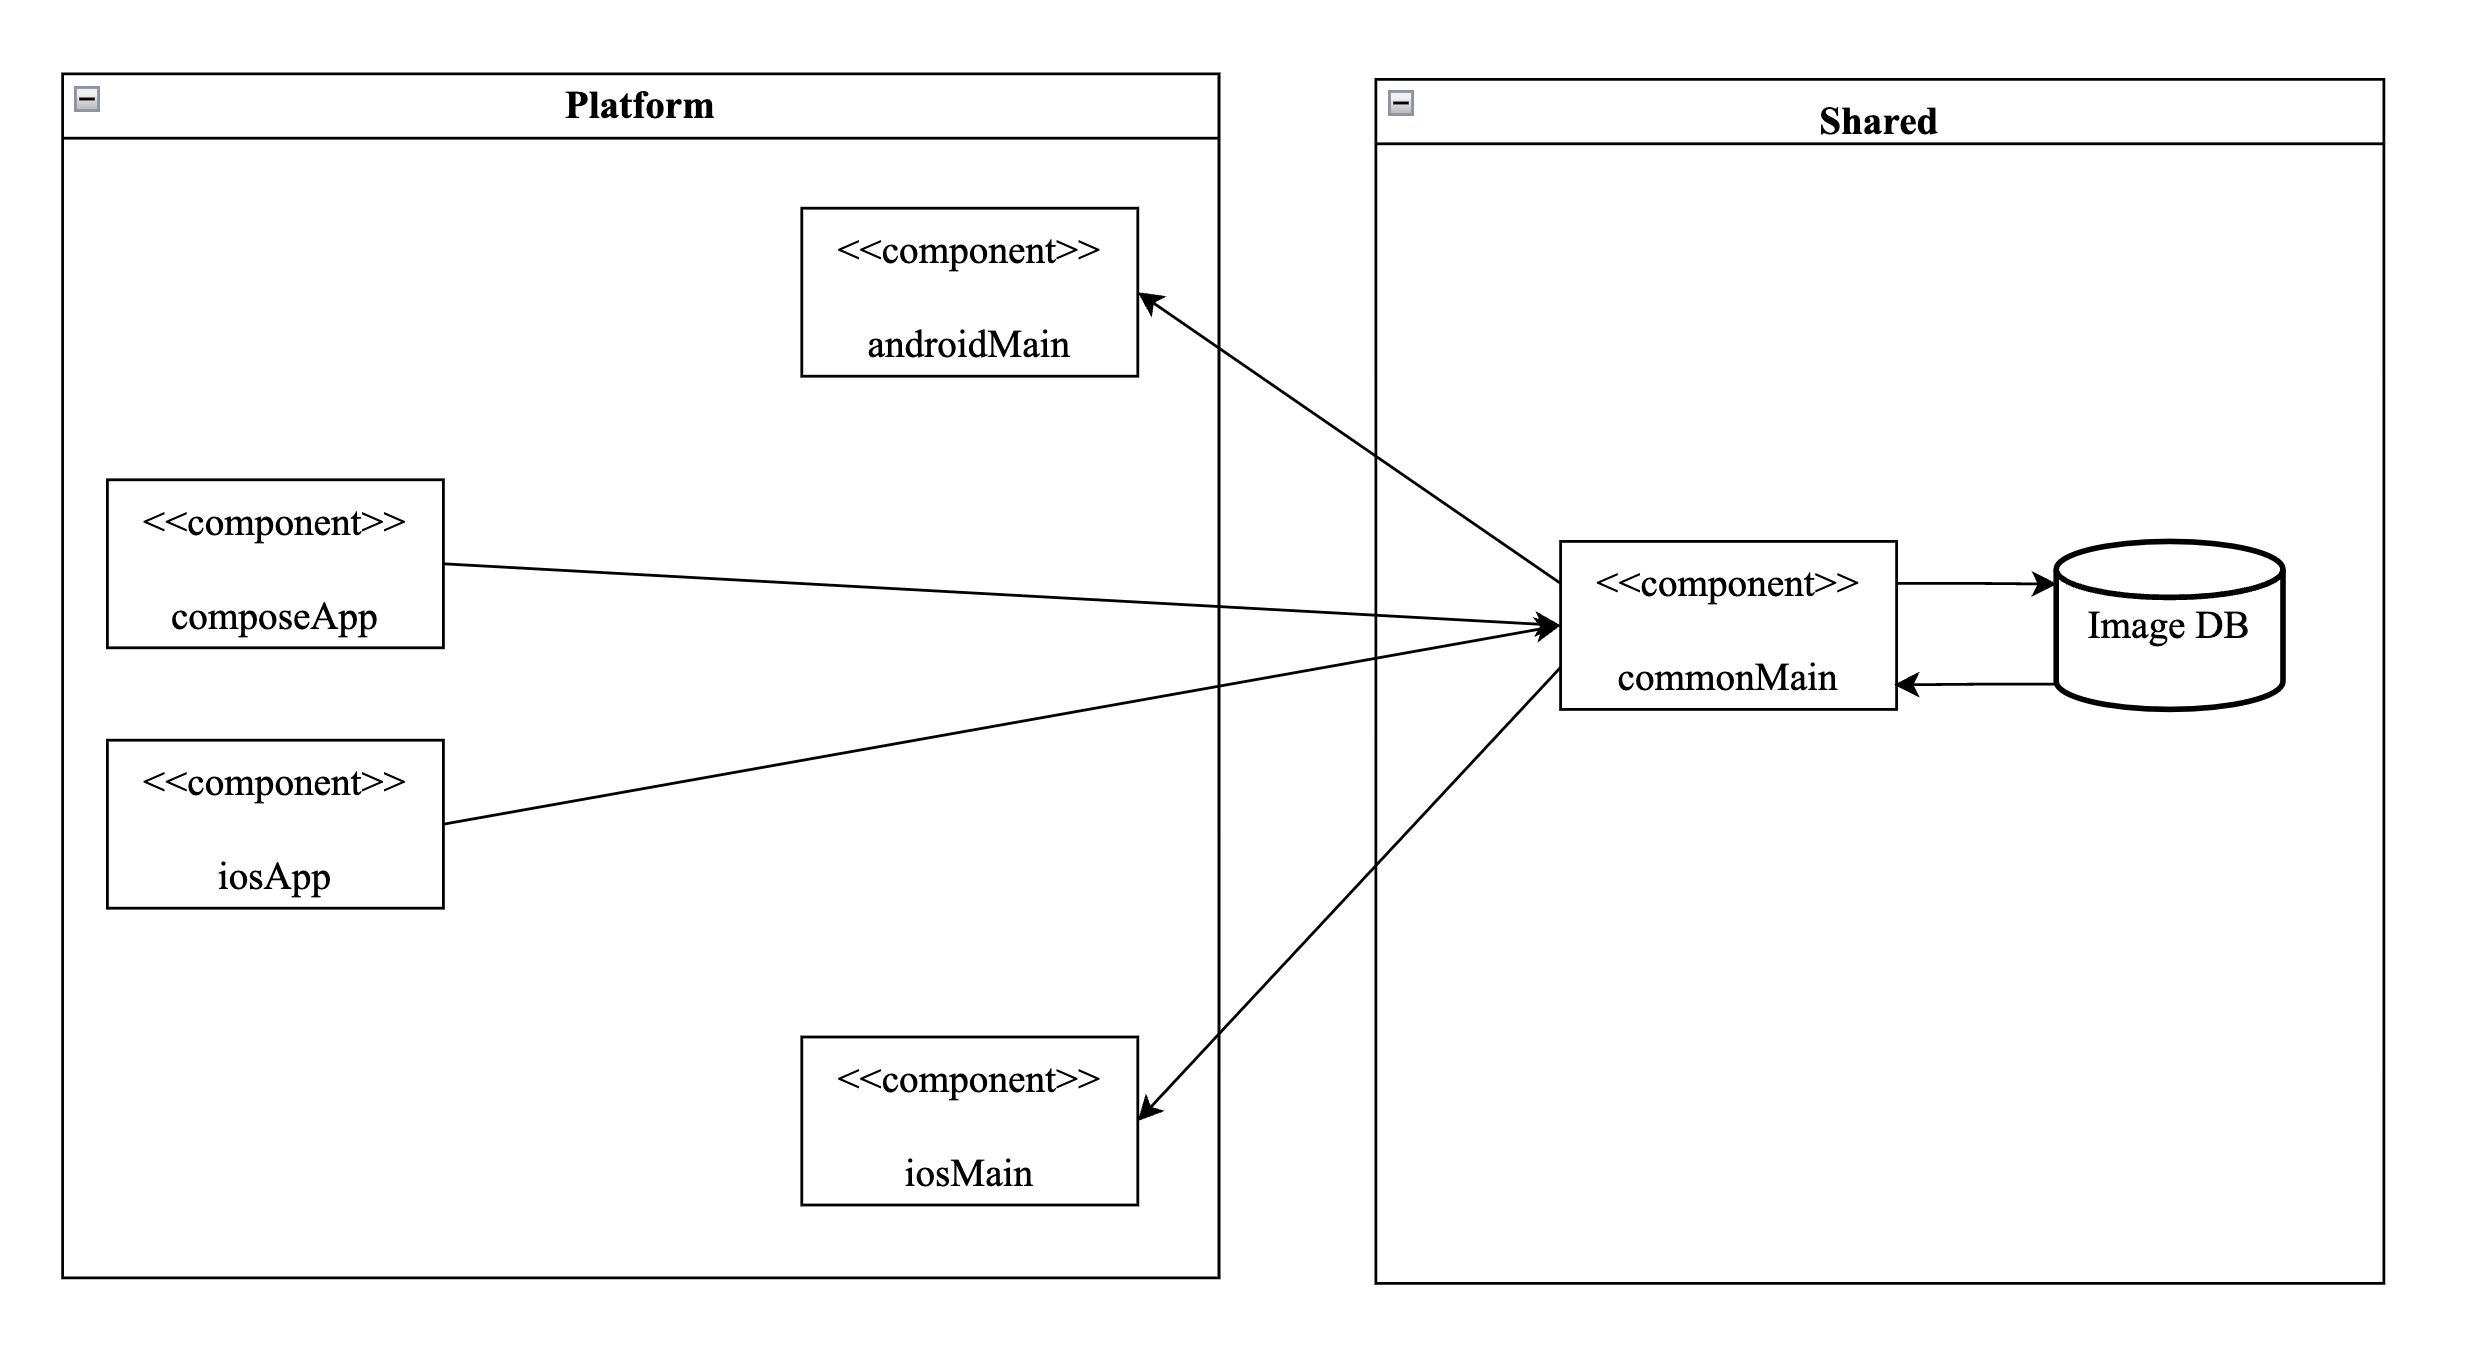 Platform
Shared
<<component>>
androidMain
<<component>>
composeApp
<<component>>
iosApp
<<component>>
iosMain
<<component>>
commonMain
Image DB